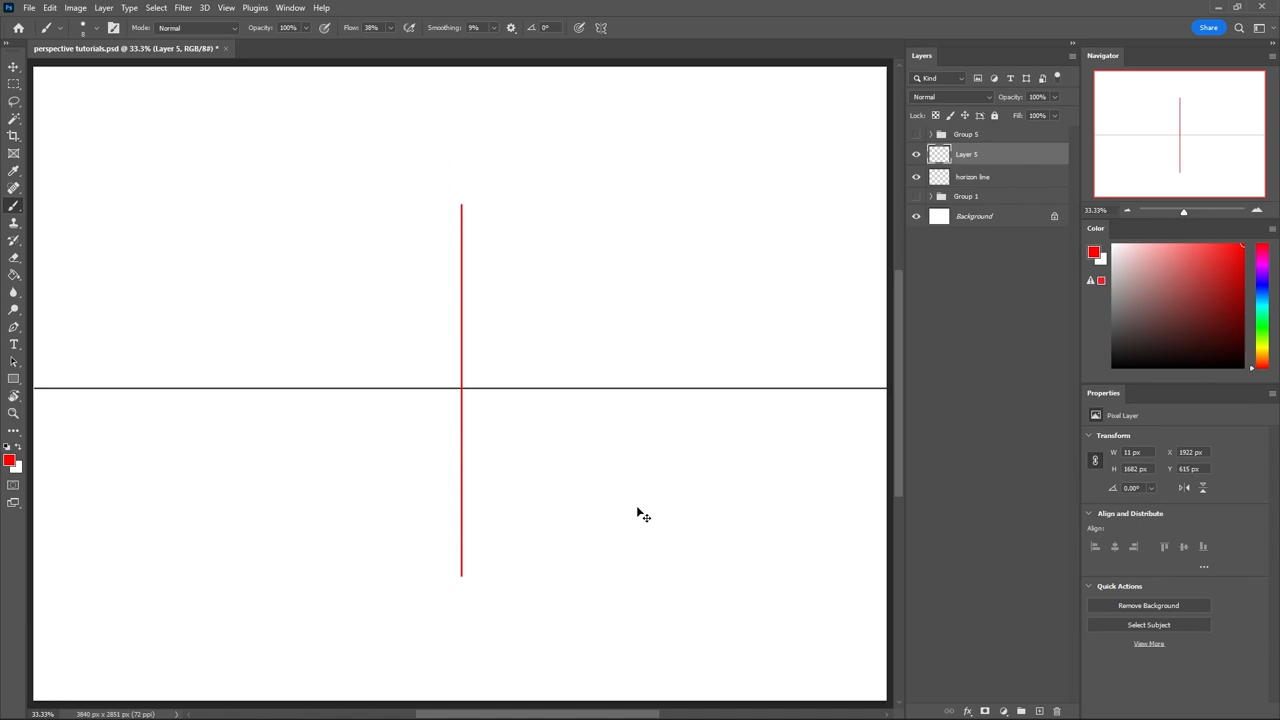 Ps File Edit Image Layer Type Select Filter 3D View Plugins Window Help
8 Mode: Normal Opacity: 100% Flow: 38% Smoothing: 9% 0° Share
perspective tutorials.psd @ 33.3% (Layer 5, RGB/8#) * ×
Layers
Kind
Normal Opacity: 100%
Lock: Fill: 100%
Group 5
Layer 5
horizon line
Group 1
Background
Navigator
33.33%
Color
Properties
Pixel Layer
Transform
W 11 px X 1922 px
H 1682 px Y 615 px
0.00°
Align and Distribute
Align:
Quick Actions
Remove Background
Select Subject
View More
33.33% 3840 px x 2851 px (72 ppi)